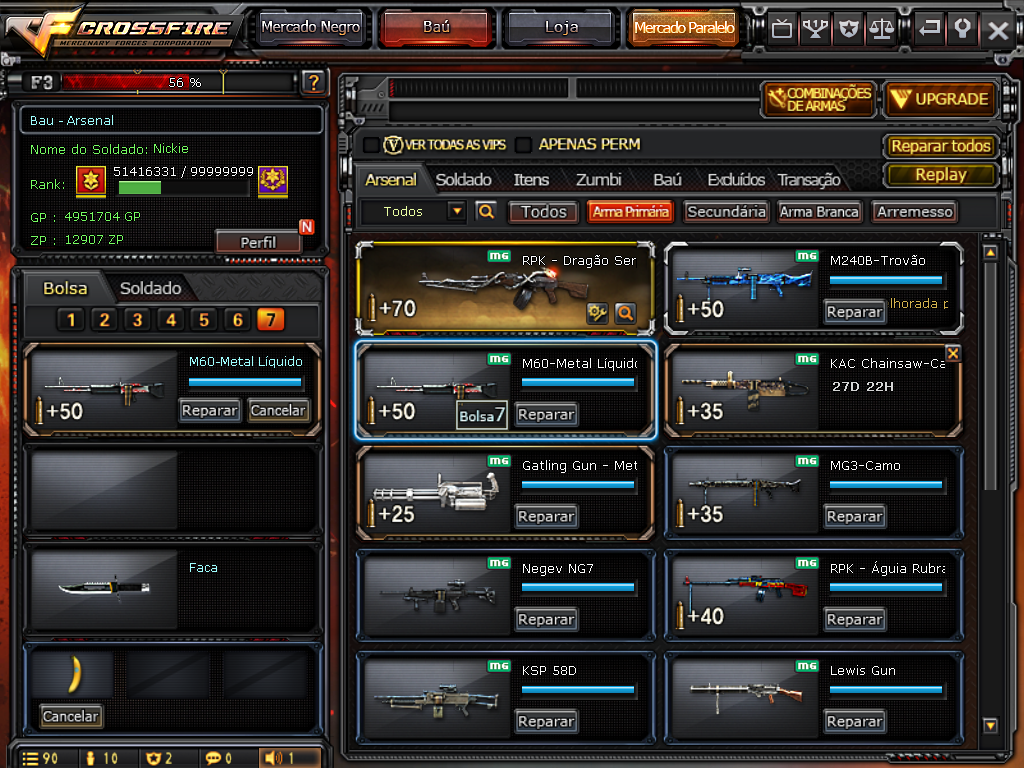 CROSSFIRE
MERCENARY FORCES CORPORATION
Mercado Negro
Baú
Loja
Mercado Paralelo
F3
56 %
?
COMBINAÇÕES
DE ARMAS
UPGRADE
Bau - Arsenal
Nome do Soldado: Nickie
Rank:
51416331 / 99999999
GP : 4951704 GP
ZP : 12907 ZP
N
Perfil
VER TODAS AS VIPS
APENAS PERM
Reparar todos
Replay
Arsenal
Soldado
Itens
Zumbi
Baú
Excluídos
Transação
Todos
Todos
Arma Primária
Secundária
Arma Branca
Arremesso
Bolsa
Soldado
1 2 3 4 5 6 7
M60-Metal Líquido
+50
Reparar
Cancelar
Faca
Cancelar
90
10
2
0
1
MG
RPK - Dragão Ser
+70
MG
M240B-Trovão
+50
Reparar
lhorada p
MG
M60-Metal Líquid
+50
Bolsa7
Reparar
MG
KAC Chainsaw-Ca
27D 22H
+35
MG
Gatling Gun - Met
+25
Reparar
MG
MG3-Camo
+35
Reparar
MG
Negev NG7
Reparar
MG
RPK - Águia Rubra
+40
Reparar
MG
KSP 58D
Reparar
MG
Lewis Gun
Reparar